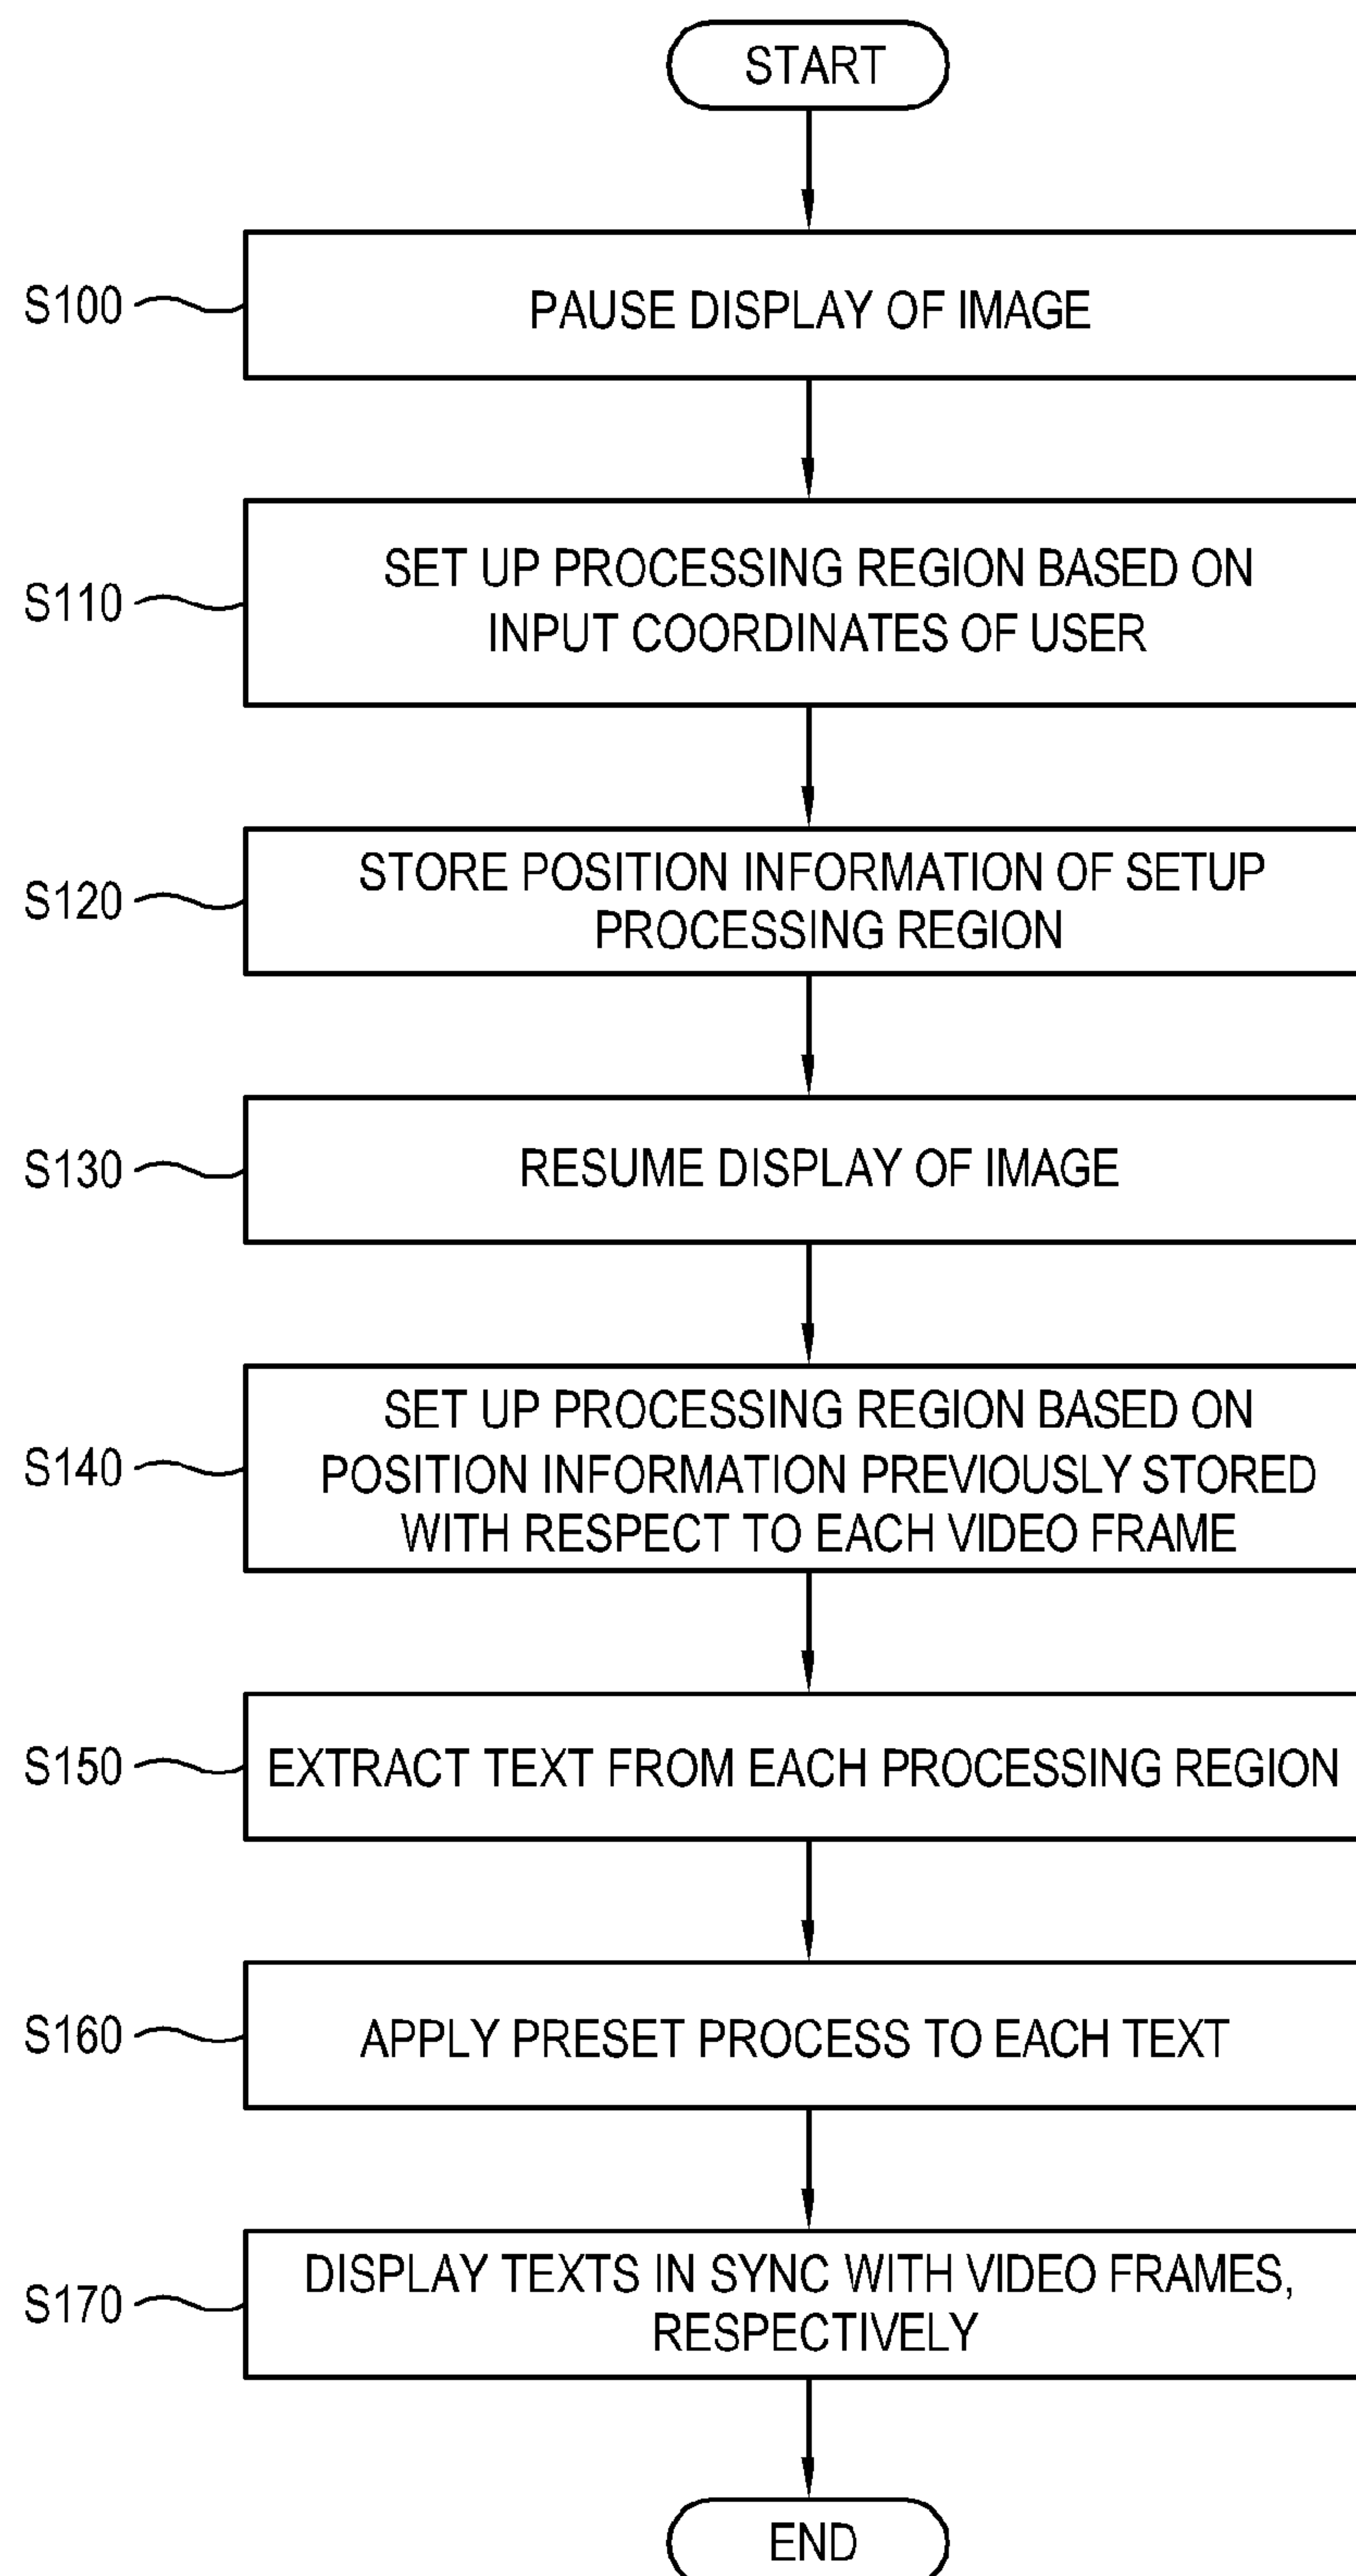 START
S100
PAUSE DISPLAY OF IMAGE
S110
SET UP PROCESSING REGION BASED ON
INPUT COORDINATES OF USER
S120
STORE POSITION INFORMATION OF SETUP
PROCESSING REGION
S130
RESUME DISPLAY OF IMAGE
S140
SET UP PROCESSING REGION BASED ON
POSITION INFORMATION PREVIOUSLY STORED
WITH RESPECT TO EACH VIDEO FRAME
S150
EXTRACT TEXT FROM EACH PROCESSING REGION
S160
APPLY PRESET PROCESS TO EACH TEXT
S170
DISPLAY TEXTS IN SYNC WITH VIDEO FRAMES,
RESPECTIVELY
END